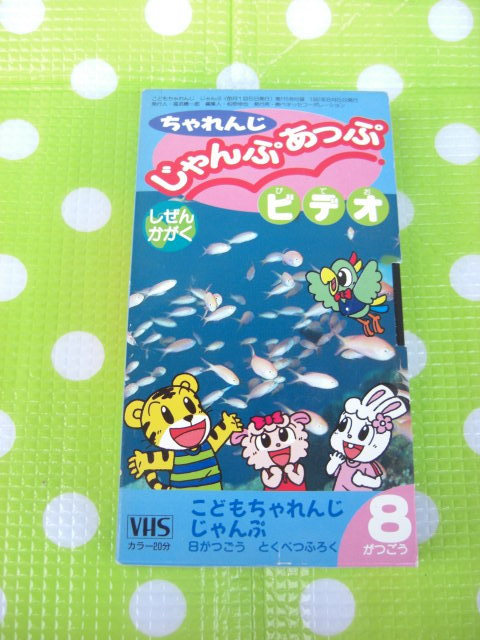 ちゃれんじ
じゃんぷあっぷ
びでお
ビデオ
しぜん
かがく
こどもちゃれんじ
じゃんぷ
8がつごう とくべつふろく
VHS
カラー20分
8
がつごう